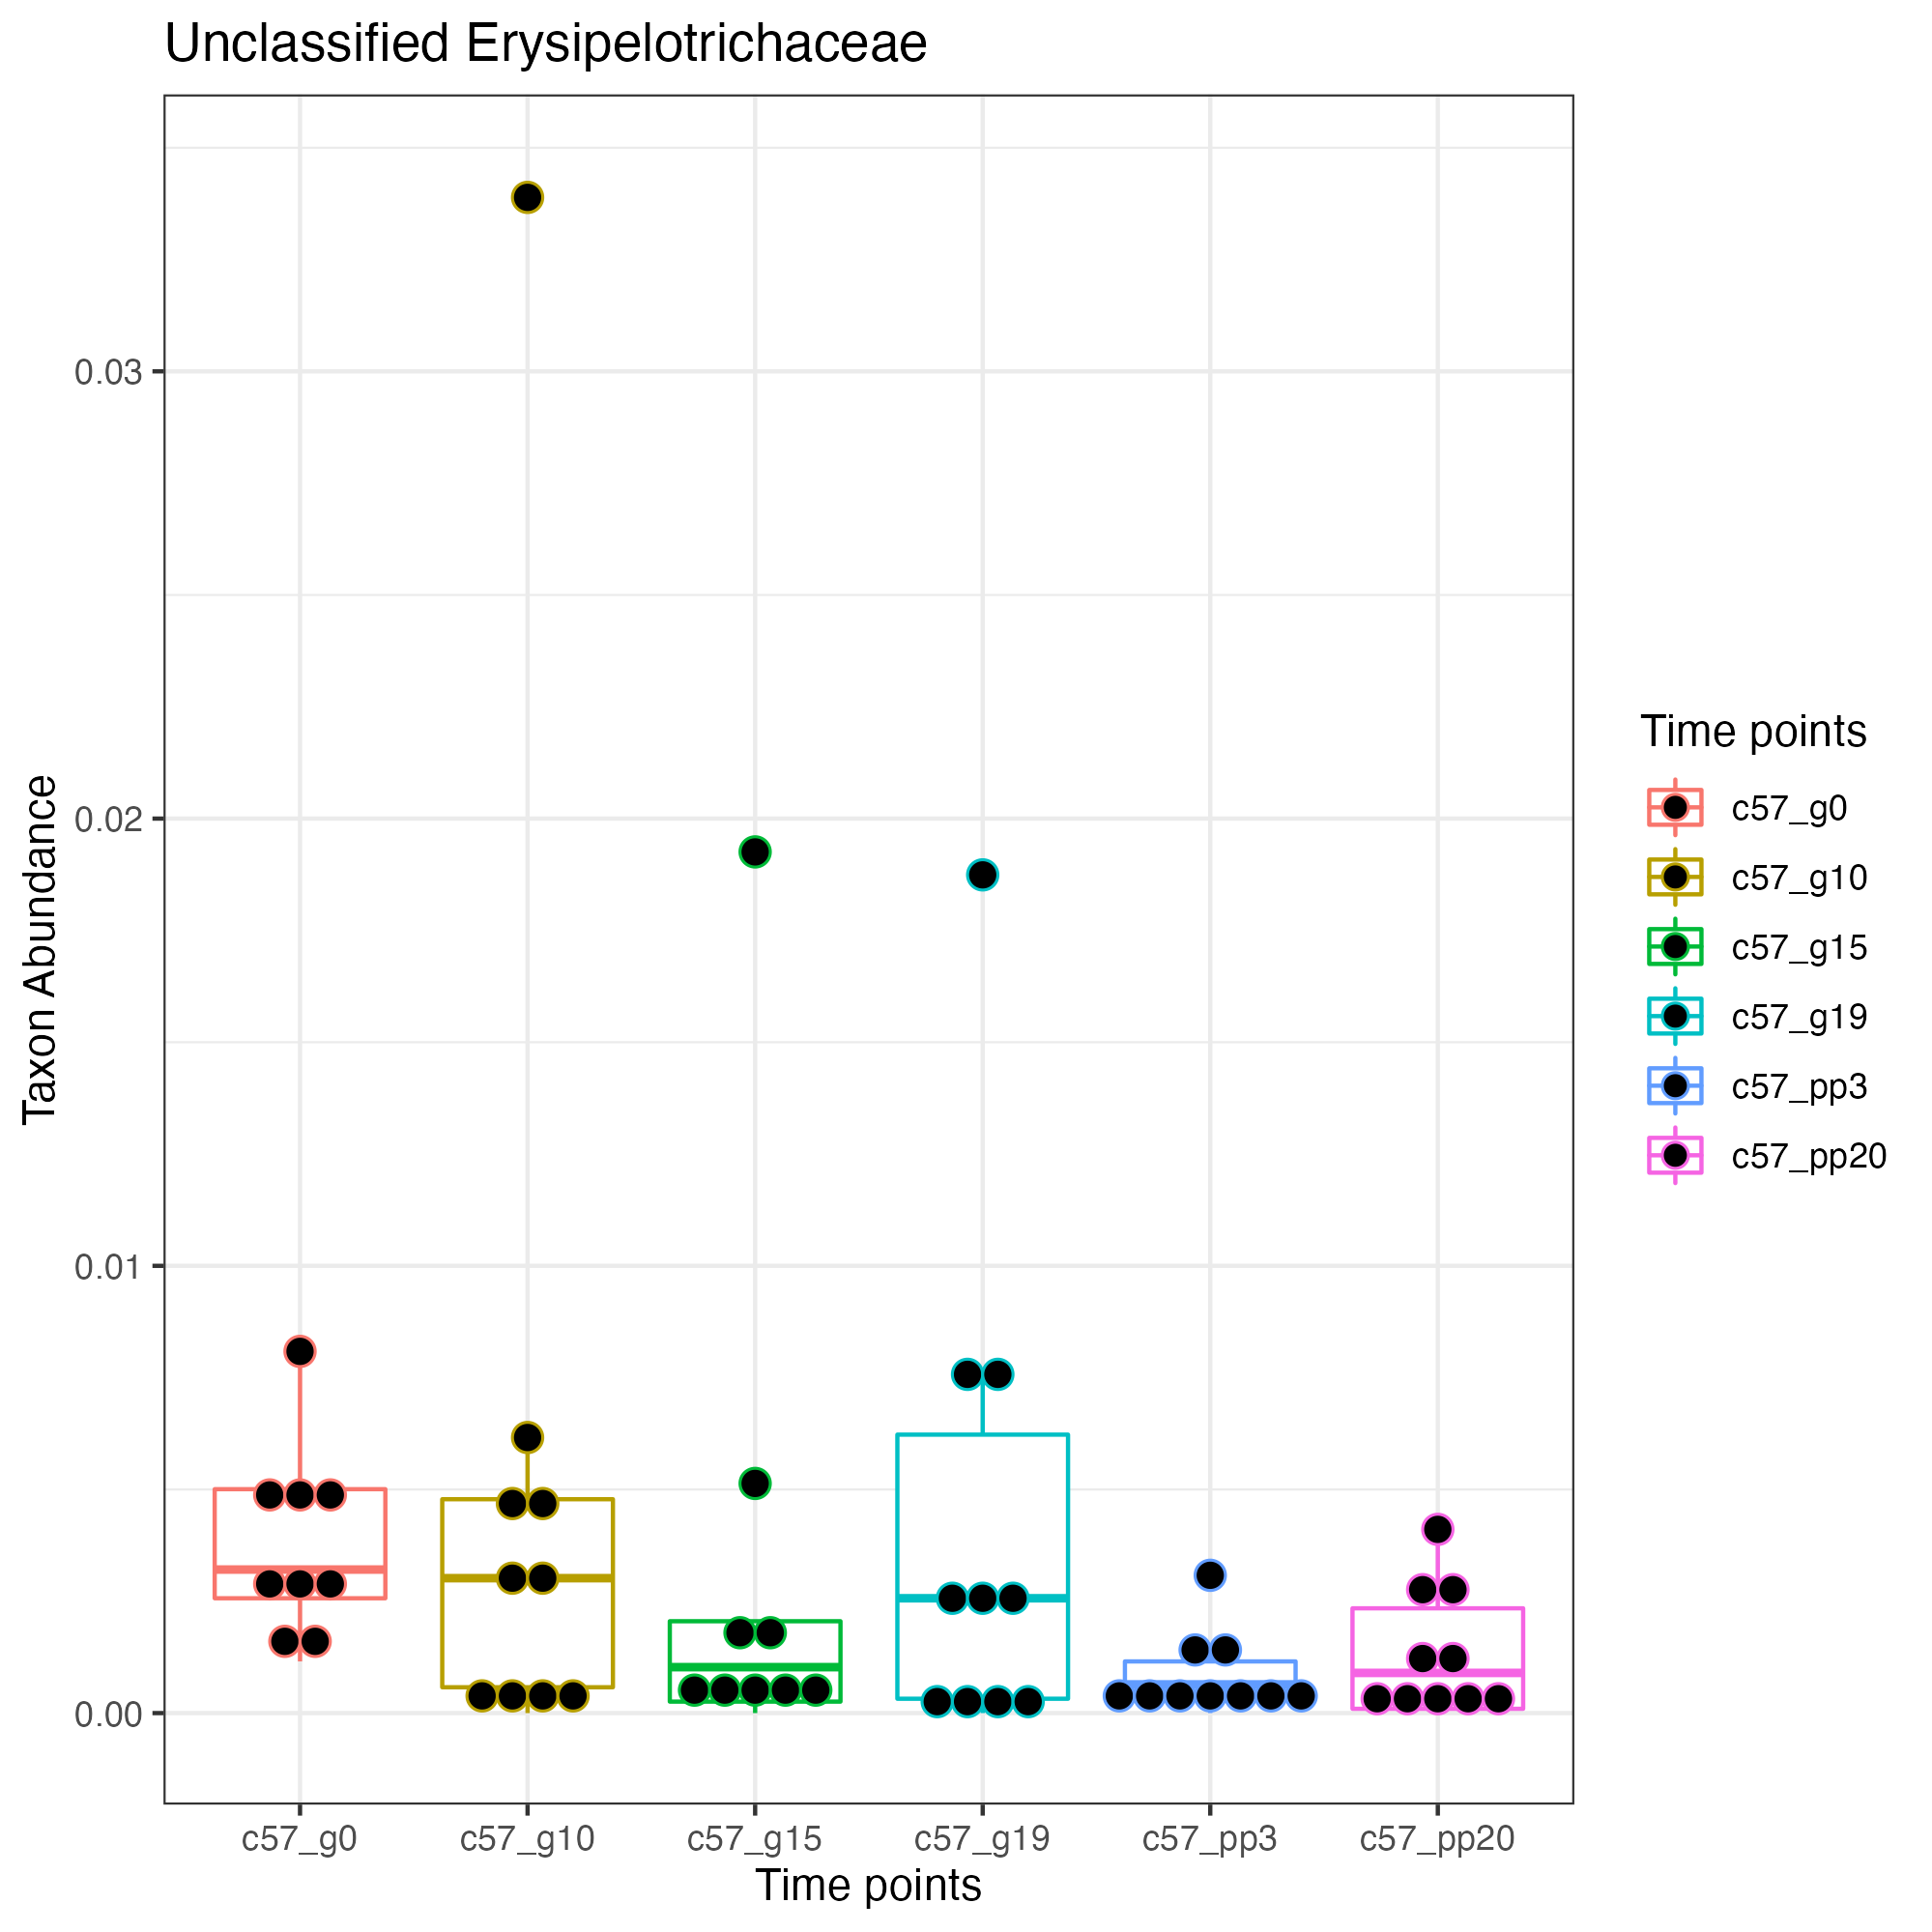 Unclassified Erysipelotrichaceae
Taxon Abundance
0.03
0.02
0.01
0.00
c57_g0 c57_g10 c57_g15 c57_g19 c57_pp3 c57_pp20
Time points
Time points
c57_g0
c57_g10
c57_g15
c57_g19
c57_pp3
c57_pp20